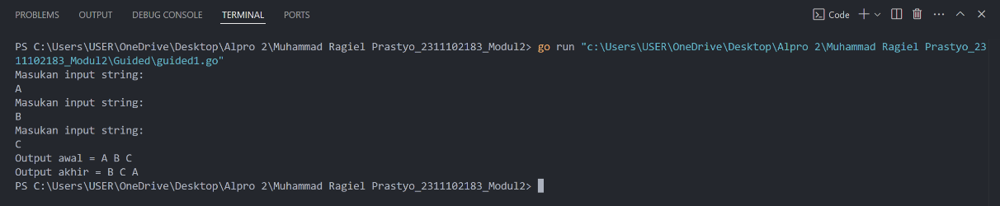 PROBLEMS OUTPUT DEBUG CONSOLE TERMINAL PORTS Code
PS C:\Users\USER\OneDrive\Desktop\Alpro 2\Muhammad Ragiel Prastyo_2311102183_Modul2> go run "c:\Users\USER\OneDrive\Desktop\Alpro 2\Muhammad Ragiel Prastyo_23
11102183_Modul2\Guided\guided1.go"
Masukan input string:
A
Masukan input string:
B
Masukan input string:
C
Output awal = A B C
Output akhir = B C A
PS C:\Users\USER\OneDrive\Desktop\Alpro 2\Muhammad Ragiel Prastyo_2311102183_Modul2>